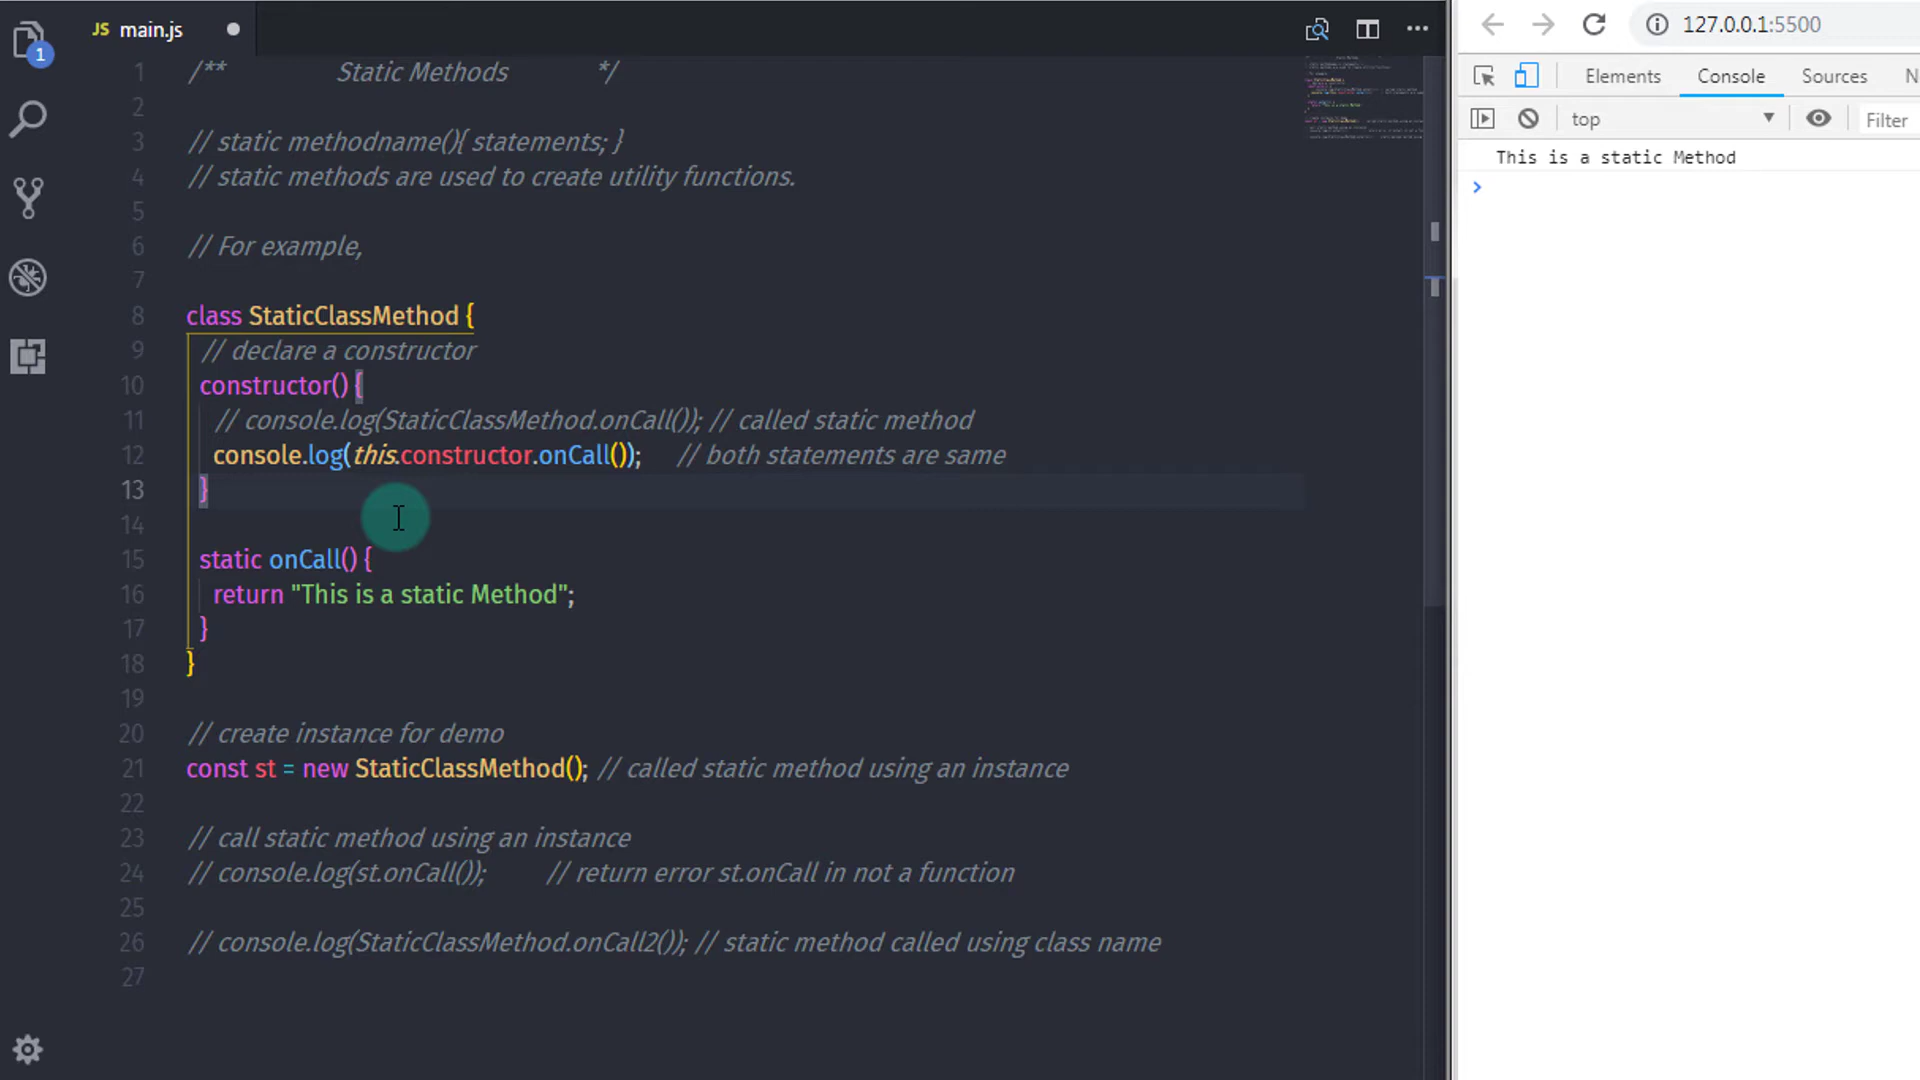 JS main.js
1 /** Static Methods */
2
3 // static methodname(){ statements; }
4 // static methods are used to create utility functions.
5
6 // For example,
7
8 class StaticClassMethod {
9 // declare a constructor
10 constructor() {
11 // console.log(StaticClassMethod.onCall()); // called static method
12 console.log(this.constructor.onCall()); // both statements are same
13 }
14
15 static onCall() {
16 return "This is a static Method";
17 }
18 }
19
20 // create instance for demo
21 const st = new StaticClassMethod(); // called static method using an instance
22
23 // call static method using an instance
24 // console.log(st.onCall()); // return error st.onCall in not a function
25
26 // console.log(StaticClassMethod.onCall2()); // static method called using class name
27
1
127.0.0.1:5500
Elements Console Sources N
top Filter
This is a static Method